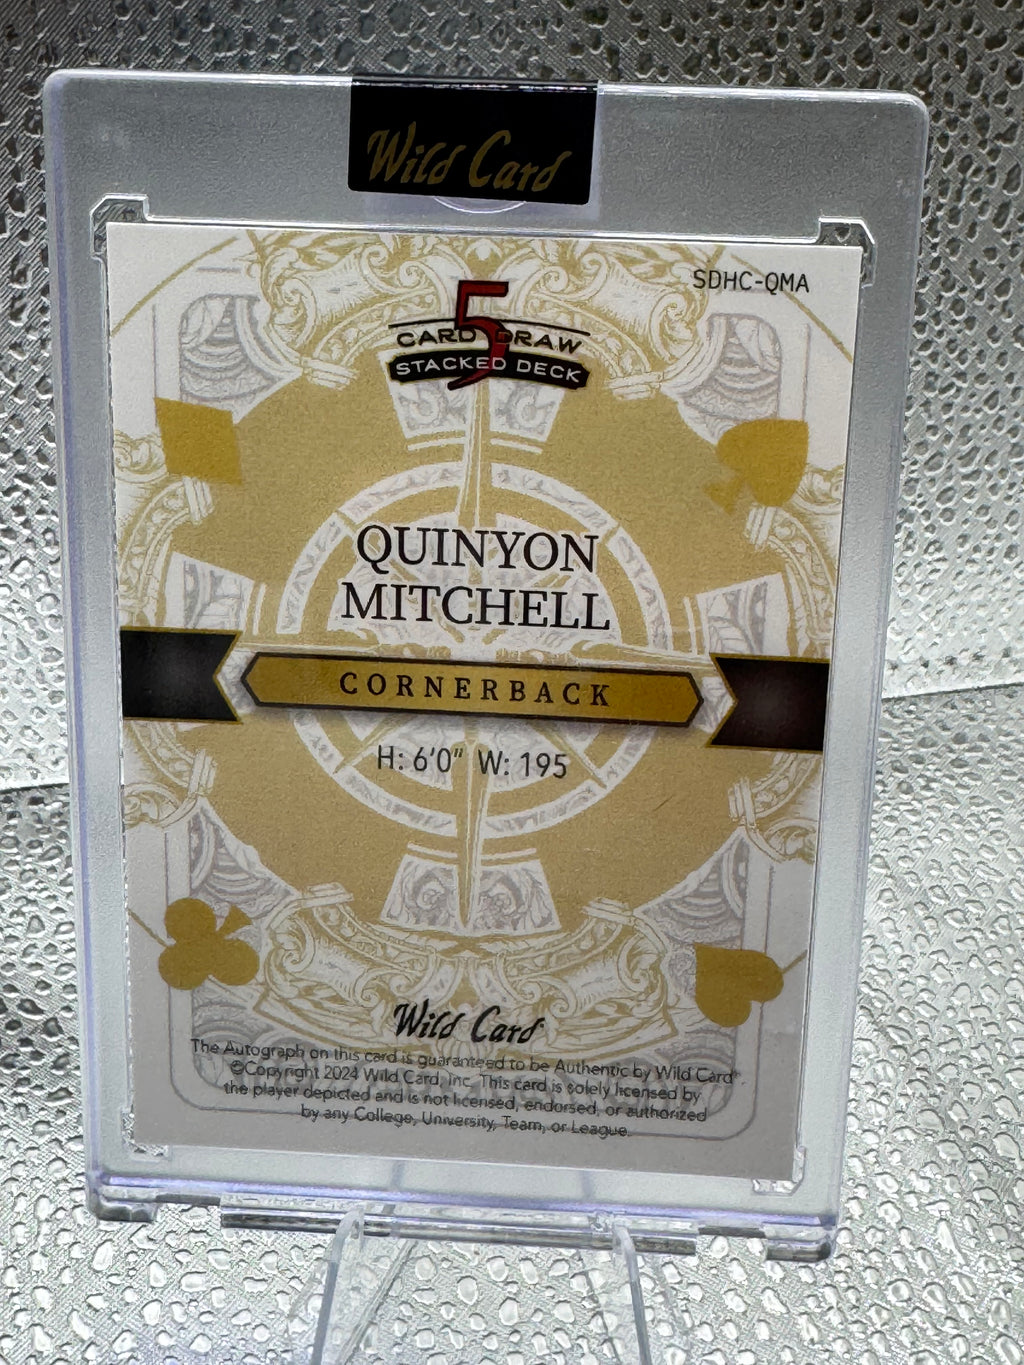 Wild Card
SDHC-QMA
5
CARD DRAW
STACKED DECK
QUINYON
MITCHELL
CORNERBACK
H: 6'0" W: 195
Wild Card
The Autograph on this card is guaranteed to be Authentic by Wild Card®.
©Copyright 2024 Wild Card, Inc. This card is solely licensed by
the player depicted and is not licensed, endorsed, or authorized
by any College, University, Team, or League.